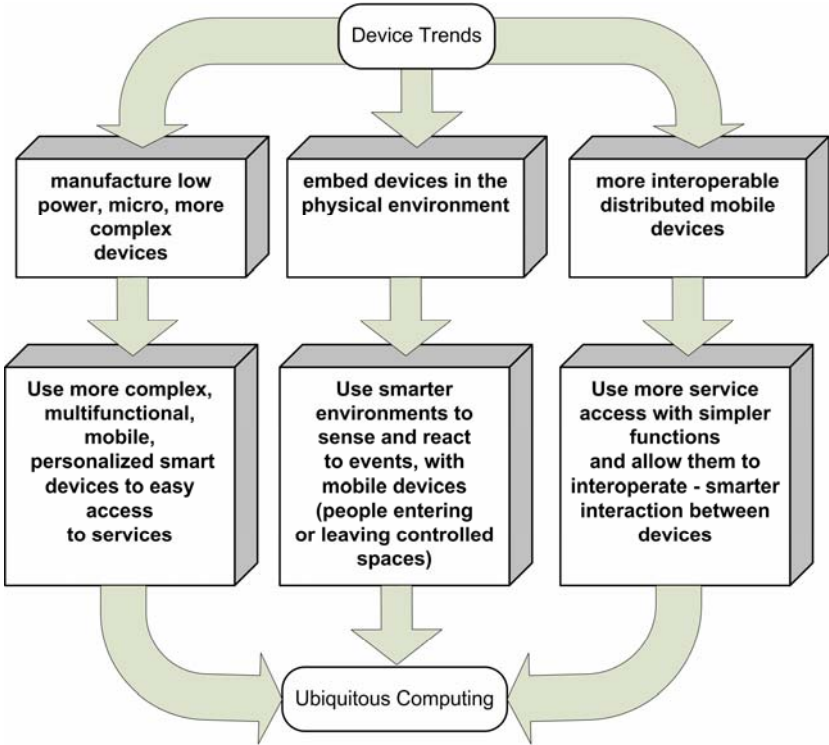 Device Trends
manufacture low
power, micro, more
complex
devices
embed devices in the
physical environment
more interoperable
distributed mobile
devices
Use more complex,
multifunctional,
mobile,
personalized smart
devices to easy
access
to services
Use smarter
environments to
sense and react
to events, with
mobile devices
(people entering
or leaving controlled
spaces)
Use more service
access with simpler
functions
and allow them to
interoperate - smarter
interaction between
devices
Ubiquitous Computing